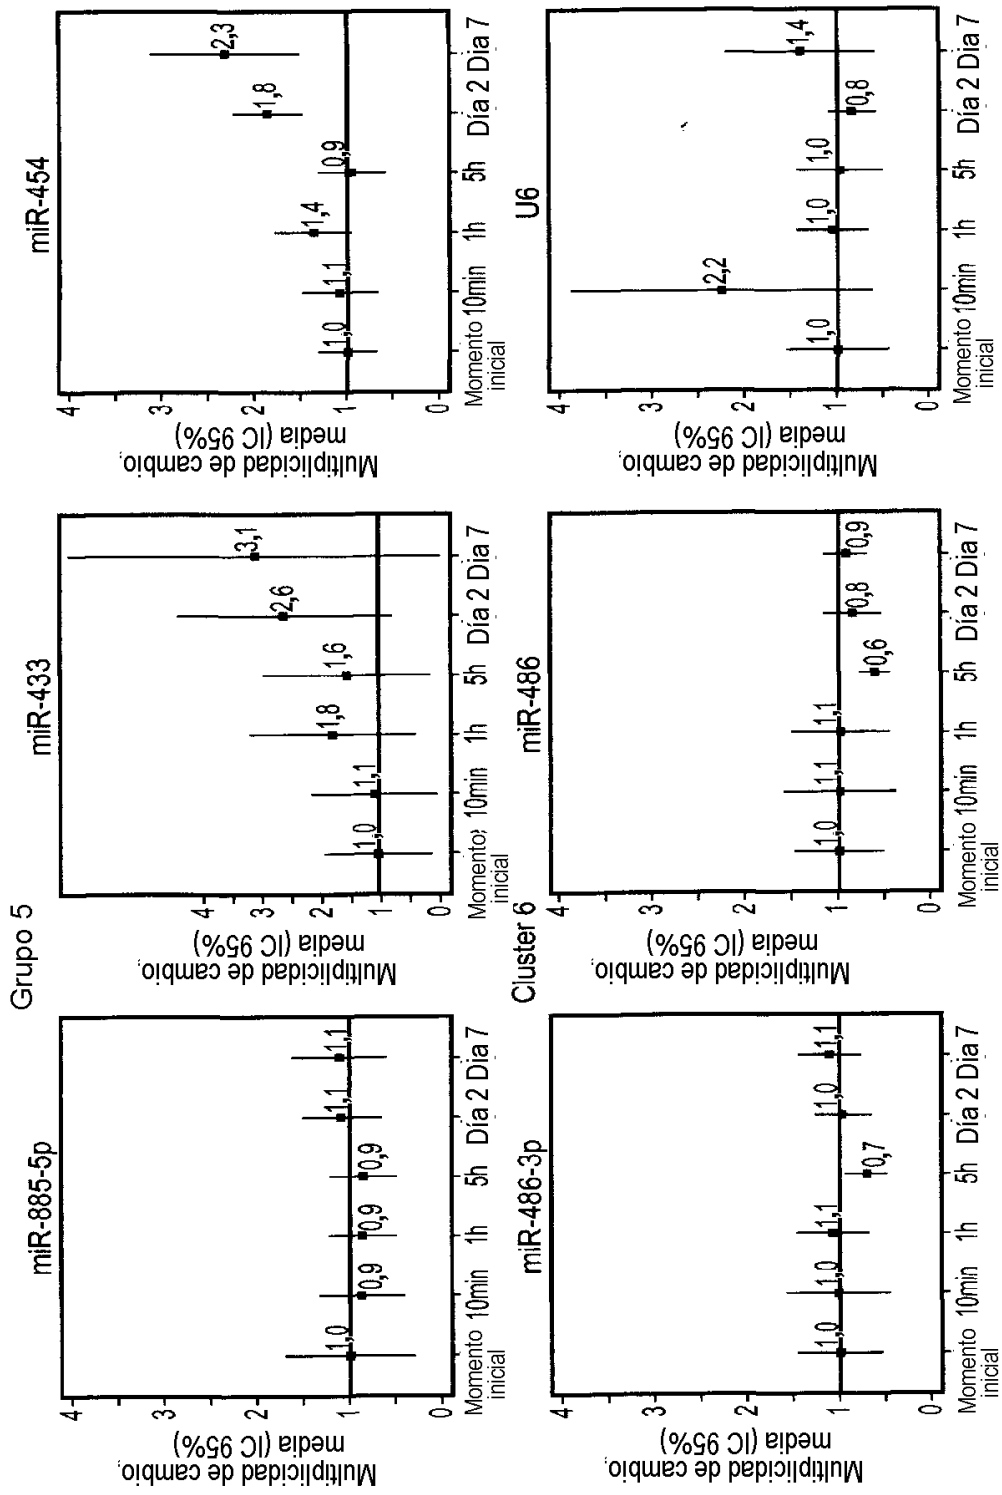 Grupo 5
miR-885-5p
Multiplicidad de cambio,
media (IC 95%)
4
3
2
1
0
1,0
0,9
0,9
0,9
1,1
1,1
Momento
inicial
10min
1h
5h
Día 2
Día 7
miR-433
Multiplicidad de cambio,
media (IC 95%)
4
3
2
1
0
1,0
1,1
1,8
1,6
2,6
3,1
Momento
inicial
10min
1h
5h
Día 2
Día 7
miR-454
Multiplicidad de cambio,
media (IC 95%)
4
3
2
1
0
1,0
1,1
1,4
0,9
1,8
2,3
Momento
inicial
10min
1h
5h
Día 2
Día 7
Cluster 6
miR-486-3p
Multiplicidad de cambio,
media (IC 95%)
4
3
2
1
0
1,0
1,0
1,1
0,7
1,0
1,1
Momento
inicial
10min
1h
5h
Día 2
Día 7
miR-486
Multiplicidad de cambio,
media (IC 95%)
4
3
2
1
0
1,0
1,1
1,1
0,6
0,8
0,9
Momento
inicial
10min
1h
5h
Día 2
Día 7
U6
Multiplicidad de cambio,
media (IC 95%)
4
3
2
1
0
1,0
2,2
1,0
1,0
0,8
1,4
Momento
inicial
10min
1h
5h
Día 2
Día 7